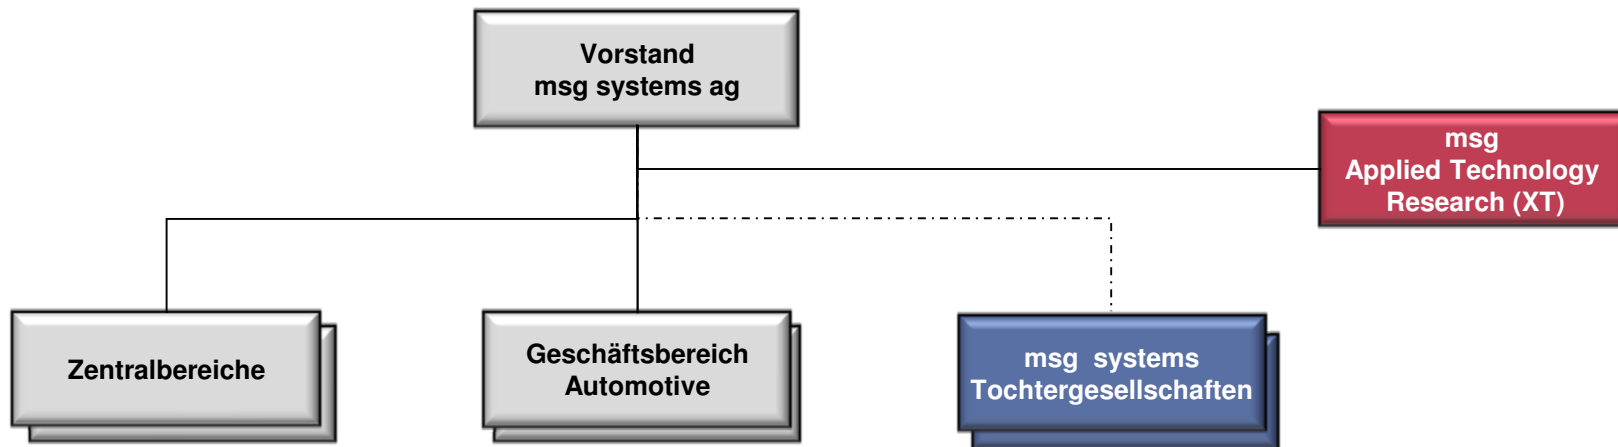 Vorstand
msg systems ag
msg
Applied Technology
Research (XT)
Zentralbereiche
Geschäftsbereich
Automotive
msg systems
Tochtergesellschaften